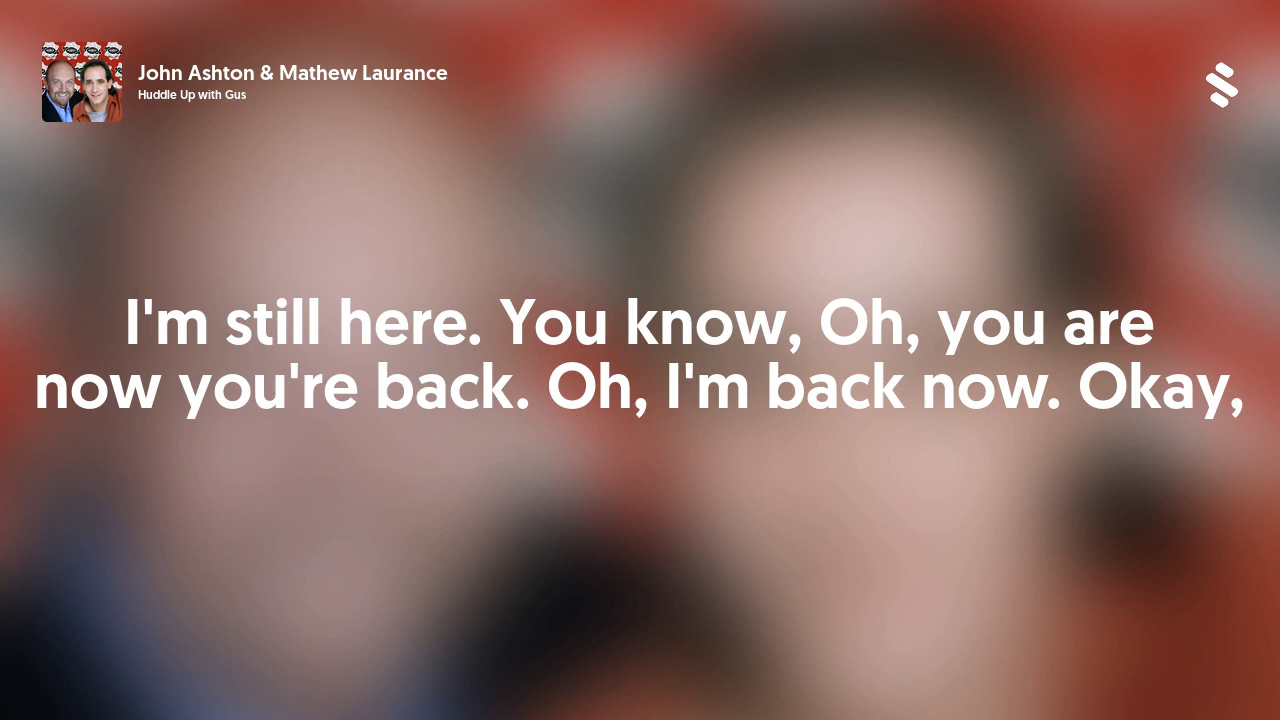 John Ashton & Mathew Laurance
Huddle Up with Gus
I'm still here. You know, Oh, you are
now you're back. Oh, I'm back now. Okay,